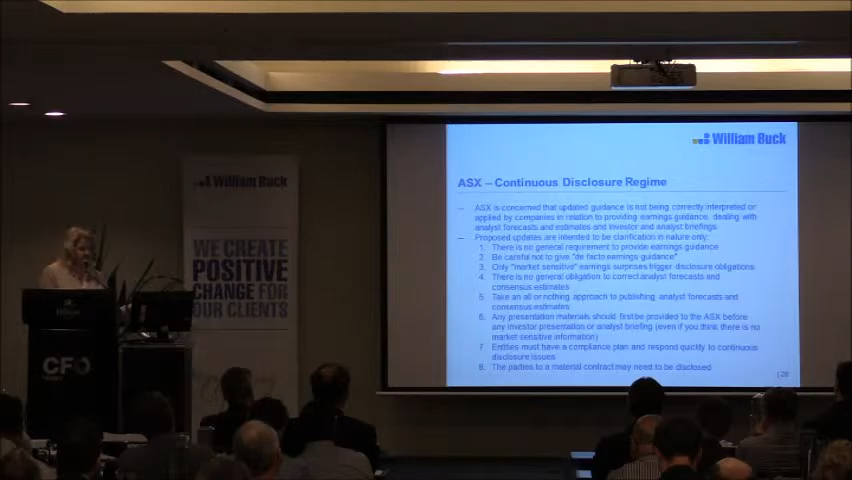 William Buck
ASX – Continuous Disclosure Regime
– ASX is concerned that updated guidance is not being correctly interpreted or
applied by companies in relation to providing earnings guidance, dealing with
analyst forecasts and estimates and investor and analyst briefings
– Proposed updates are intended to be clarification in nature only:
1. There is no general requirement to provide earnings guidance
2. Be careful not to give "de facto earnings guidance"
3. Only "market sensitive" earnings surprises trigger disclosure obligations
4. There is no general obligation to correct analyst forecasts and
consensus estimates
5. Take an all or nothing approach to publishing analyst forecasts and
consensus estimates
6. Any presentation materials should first be provided to the ASX before
any investor presentation or analyst briefing (even if you think there is no
market sensitive information)
7. Entities must have a compliance plan and respond quickly to continuous
disclosure issues
8. The parties to a material contract may need to be disclosed
| 28
William Buck
WE CREATE
POSITIVE
CHANGE FOR
OUR CLIENTS
Hilton
CFO